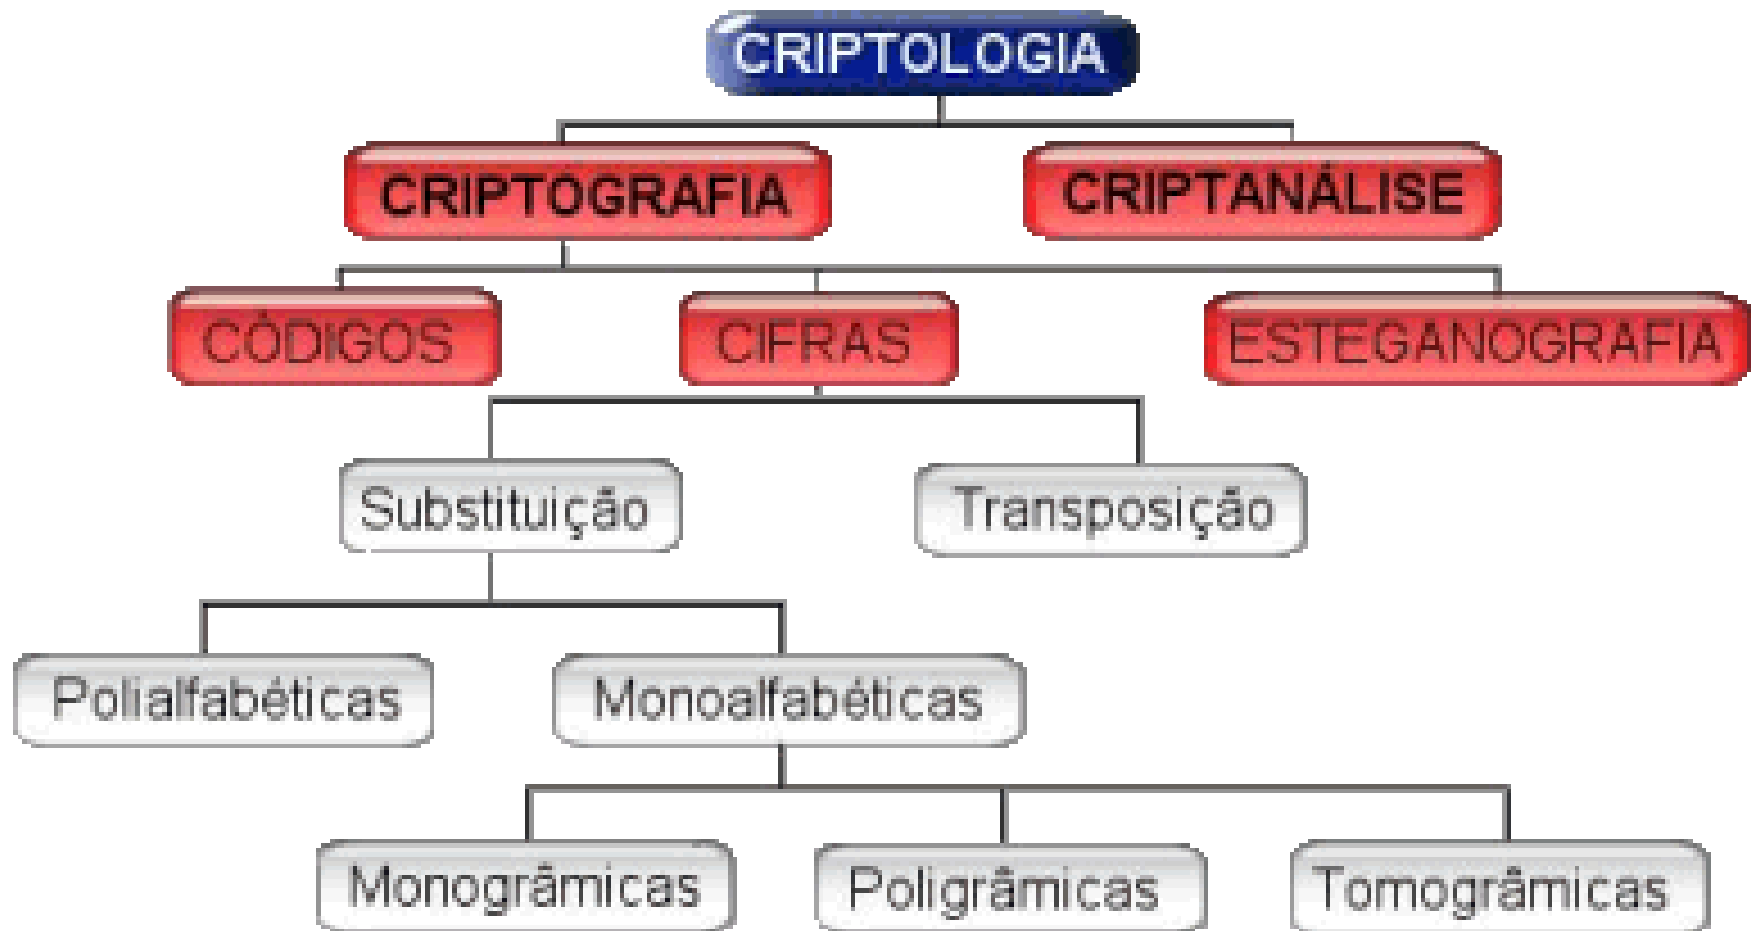 CRIPTOLOGIA
CRIPTOGRAFIA
CRIPTANÁLISE
CÓDIGOS
CIFRAS
ESTEGANOGRAFIA
Substituição
Transposição
Polialfabéticas
Monoalfabéticas
Monogrâmicas
Poligrâmicas
Tomogrâmicas